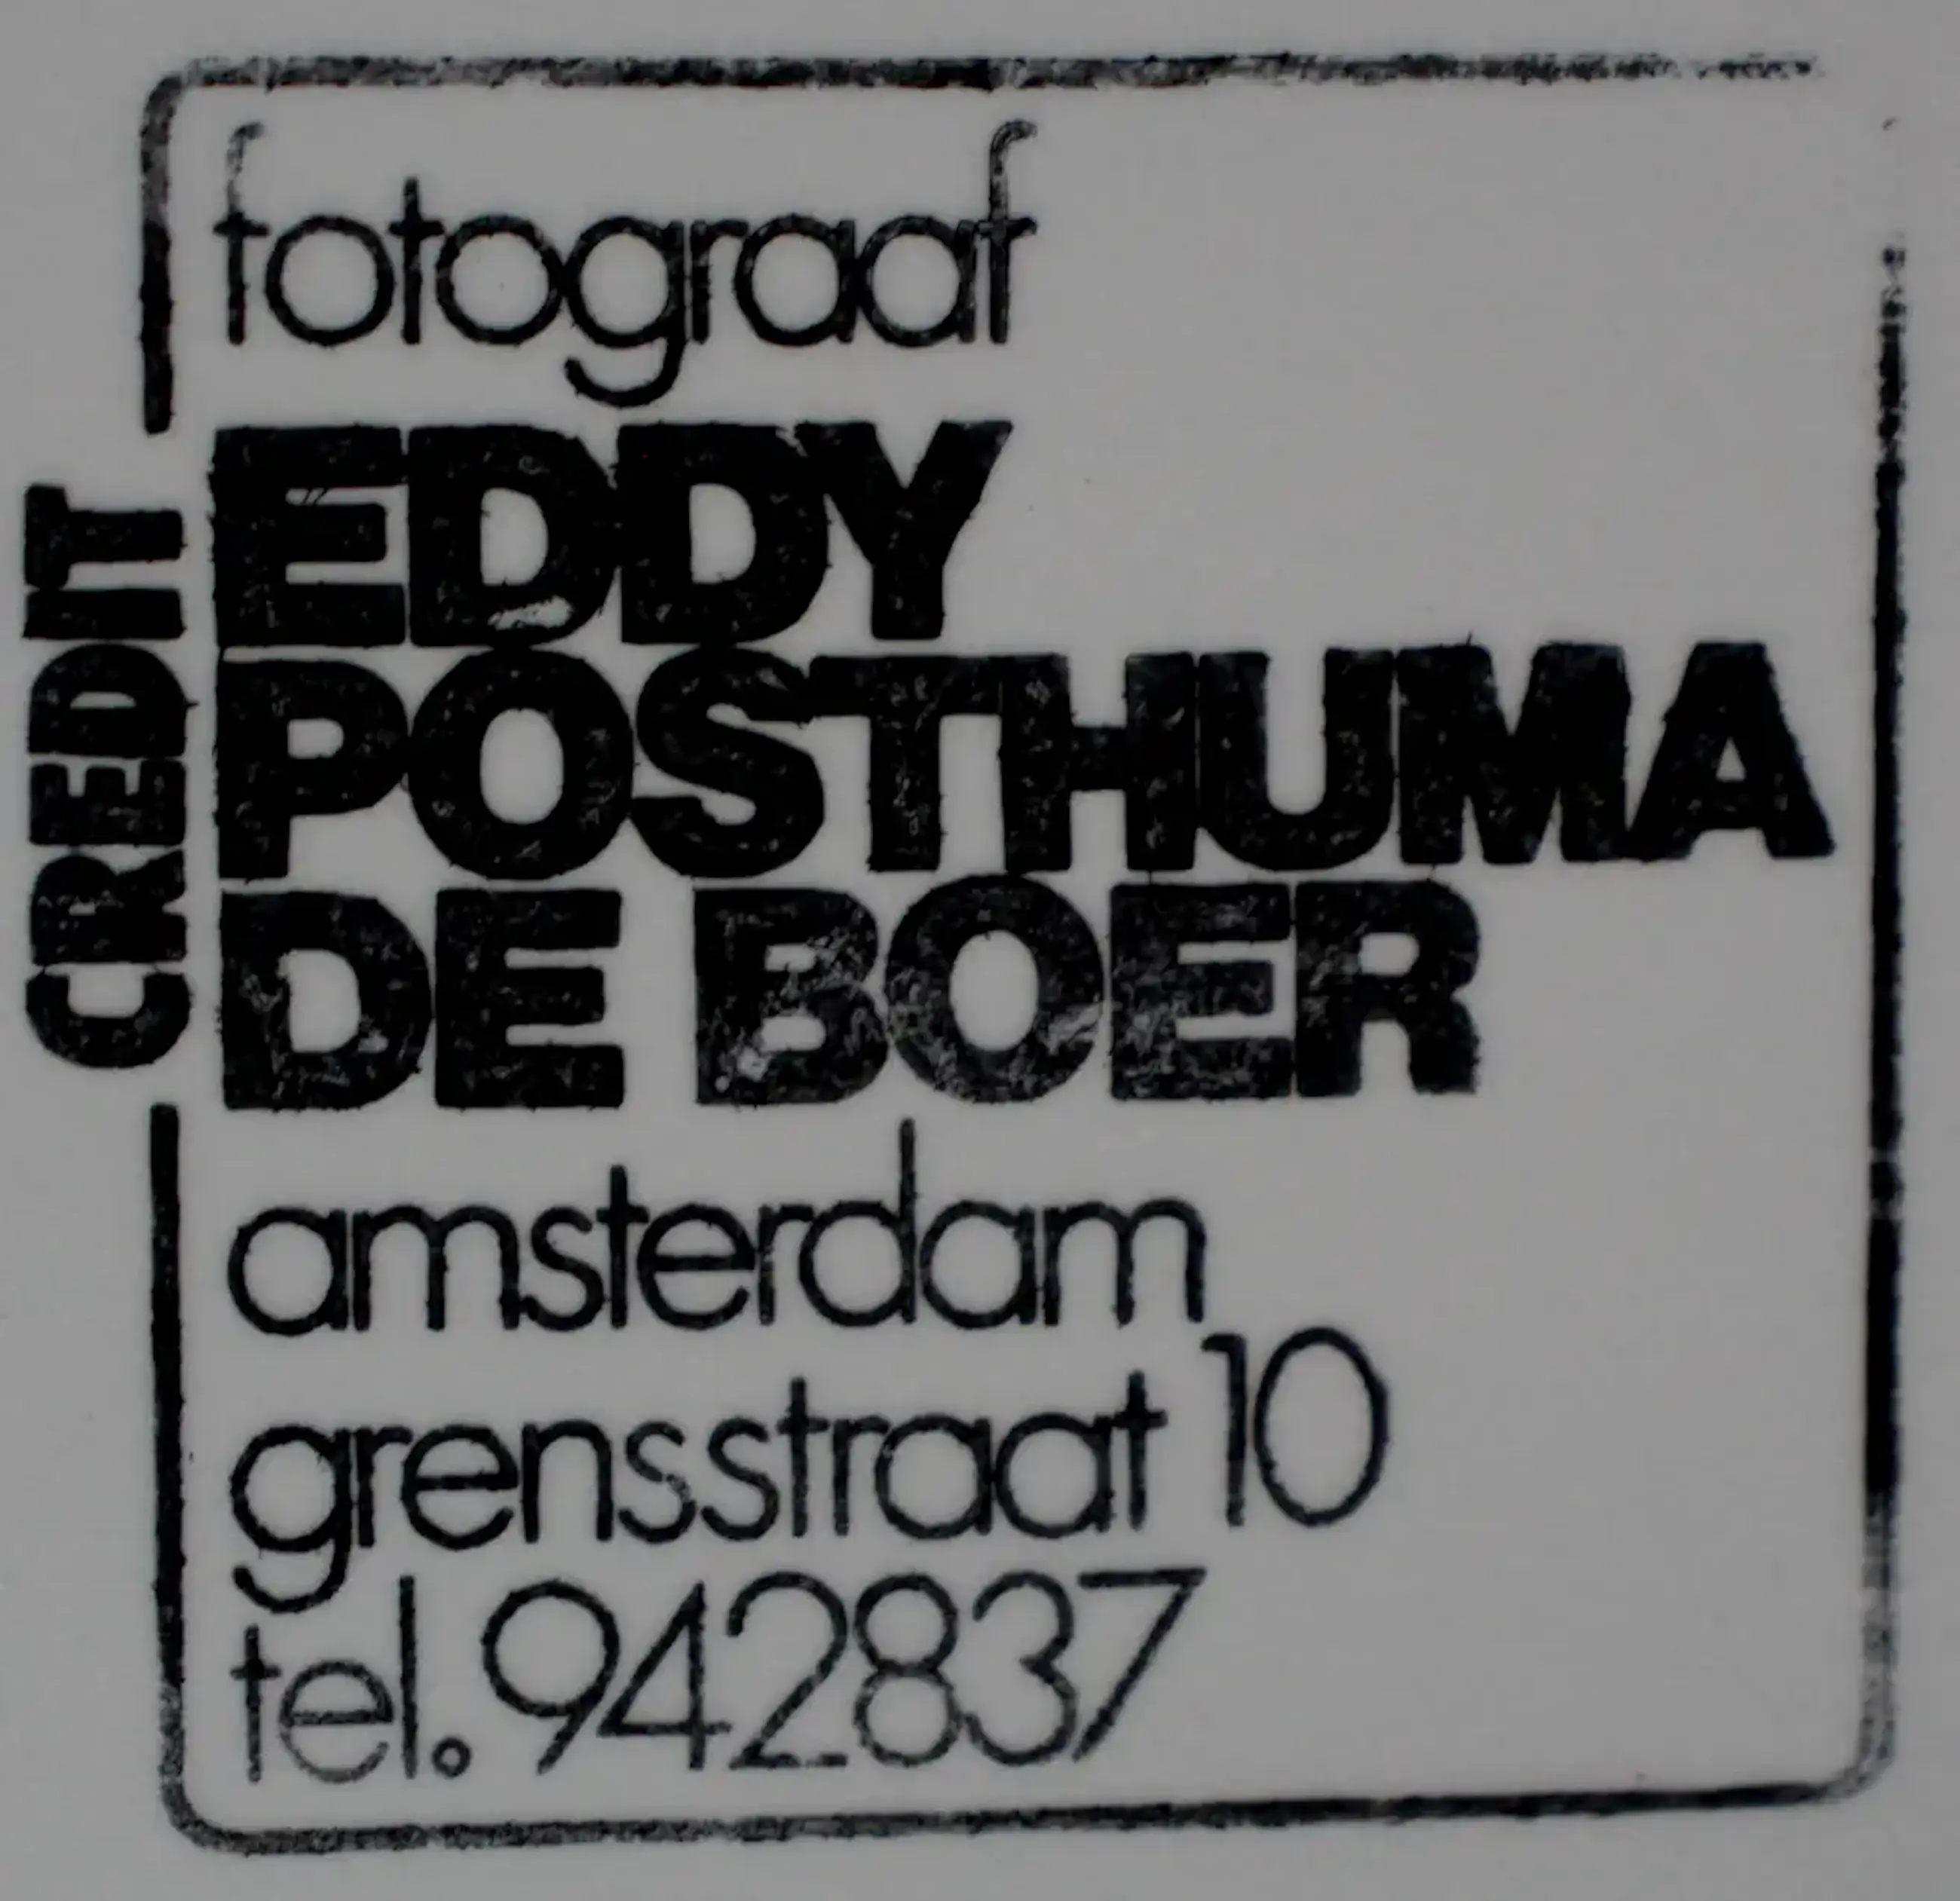 fotograaf
CREDIT
EDDY
POSTHUMA
DE BOER
amsterdam
grensstraat 10
tel. 942837